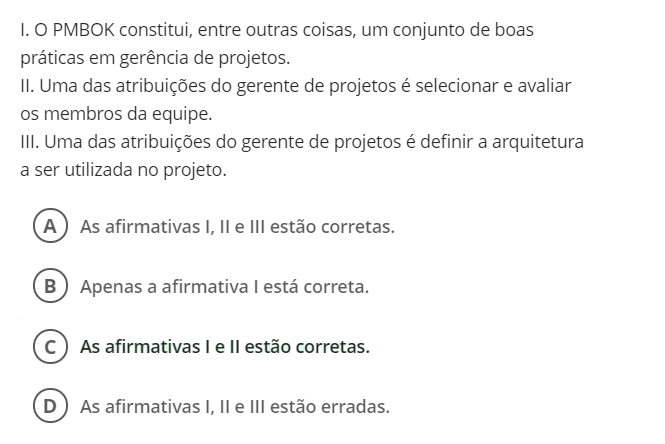 I. O PMBOK constitui, entre outras coisas, um conjunto de boas
práticas em gerência de projetos.
II. Uma das atribuições do gerente de projetos é selecionar e avaliar
os membros da equipe.
III. Uma das atribuições do gerente de projetos é definir a arquitetura
a ser utilizada no projeto.
A As afirmativas I, II e III estão corretas.
B Apenas a afirmativa I está correta.
C As afirmativas I e II estão corretas.
D As afirmativas I, II e III estão erradas.